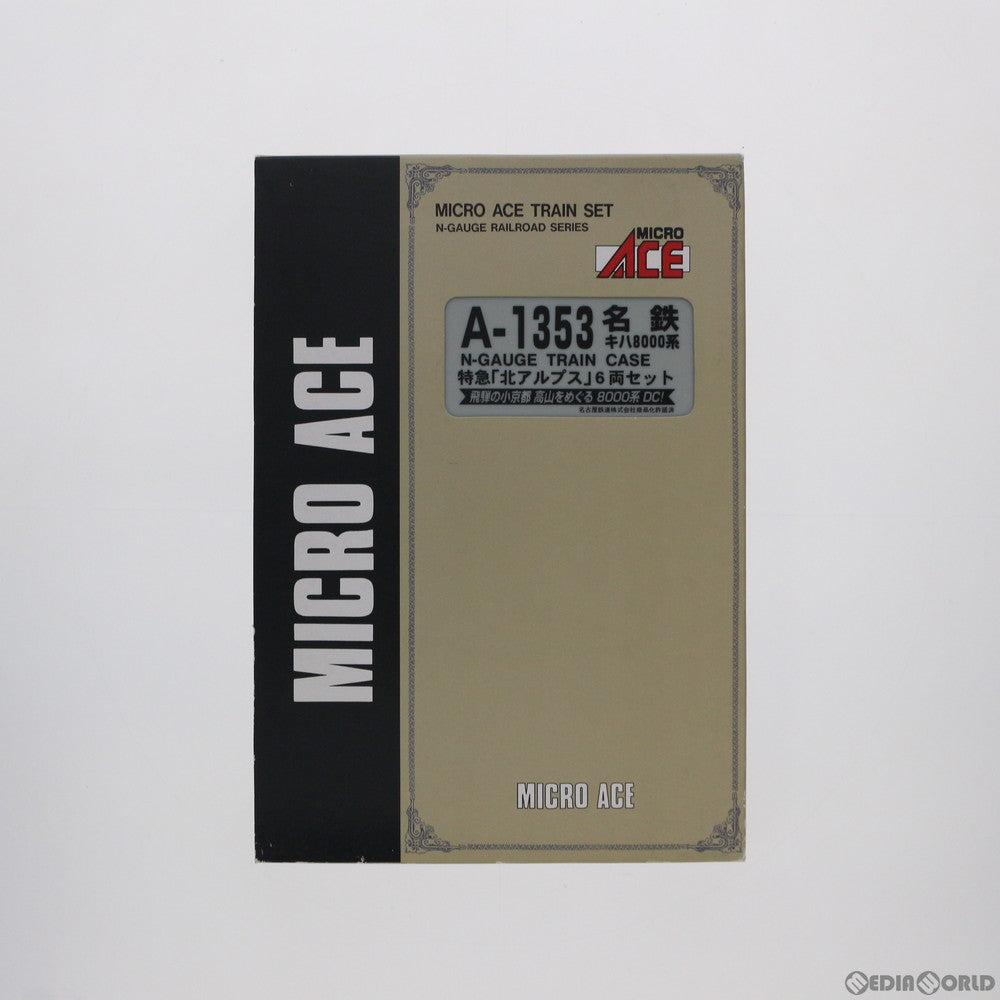 MICRO ACE
MICRO ACE TRAIN SET
N-GAUGE RAILROAD SERIES
MICRO
ACE
A-1353 名鉄
キハ8000系
N-GAUGE TRAIN CASE
特急「北アルプス」6両セット
飛騨の小京都 高山をめぐる 8000系 DC!
名古屋鉄道株式会社商品化許諾済
MICRO ACE
MEDIAWORLD